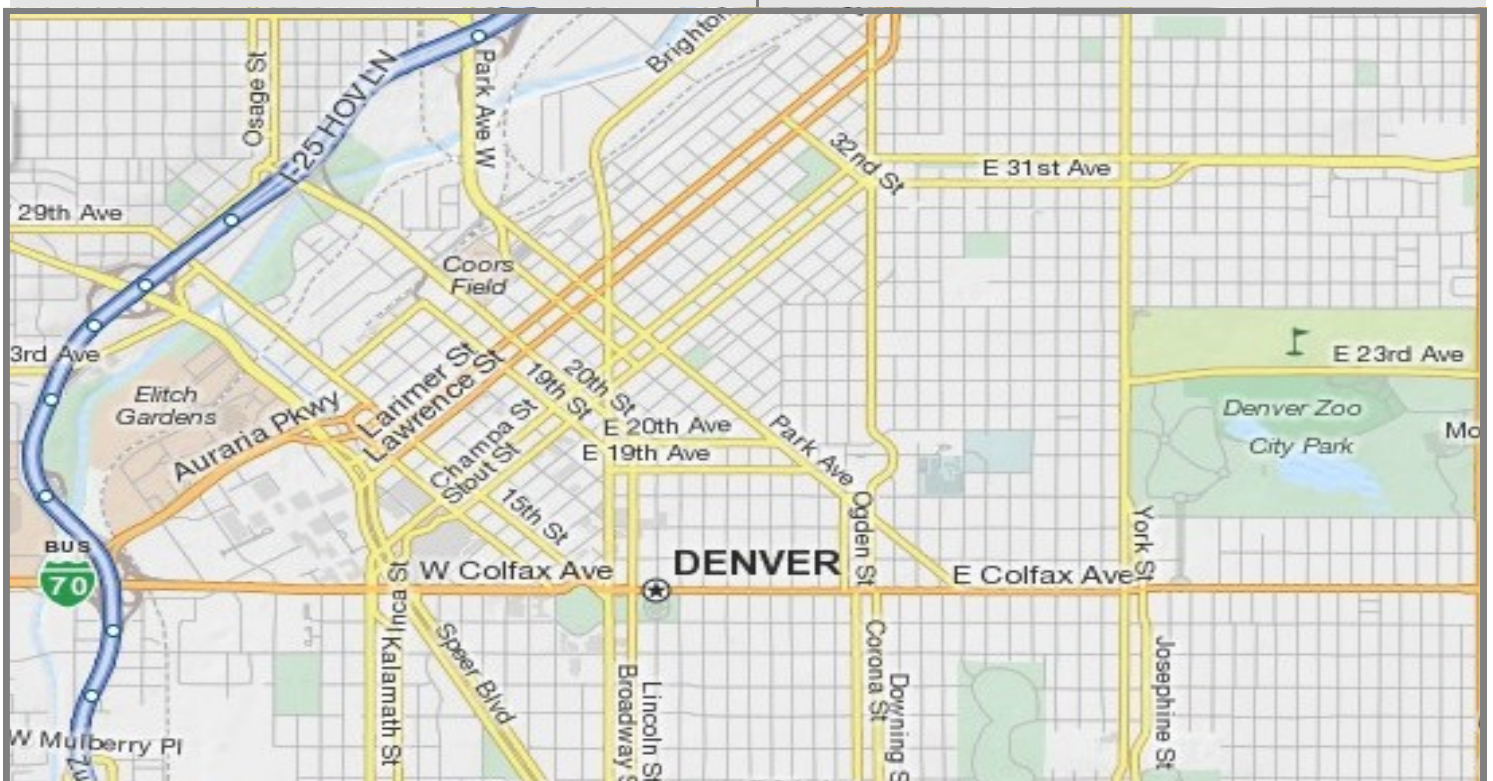 Osage St
I-25 HOV LN
Park Ave W
Brighton
32nd St
E 31st Ave
29th Ave
Coors
Field
3rd Ave
Elitch
Gardens
Auraria Pkwy
Larimer St
Lawrence St
19th St
20th St
Champa St
Stout St
15th St
E 20th Ave
E 19th Ave
Park Ave
E 23rd Ave
Denver Zoo
City Park
Mo
Ogden St
York St
BUS
70
W Colfax Ave
DENVER
E Colfax Ave
Kalamath St
Speer Blvd
Broadway S
Lincoln St
Corona St
Downing S
Josephine St
W Mulberry Pl